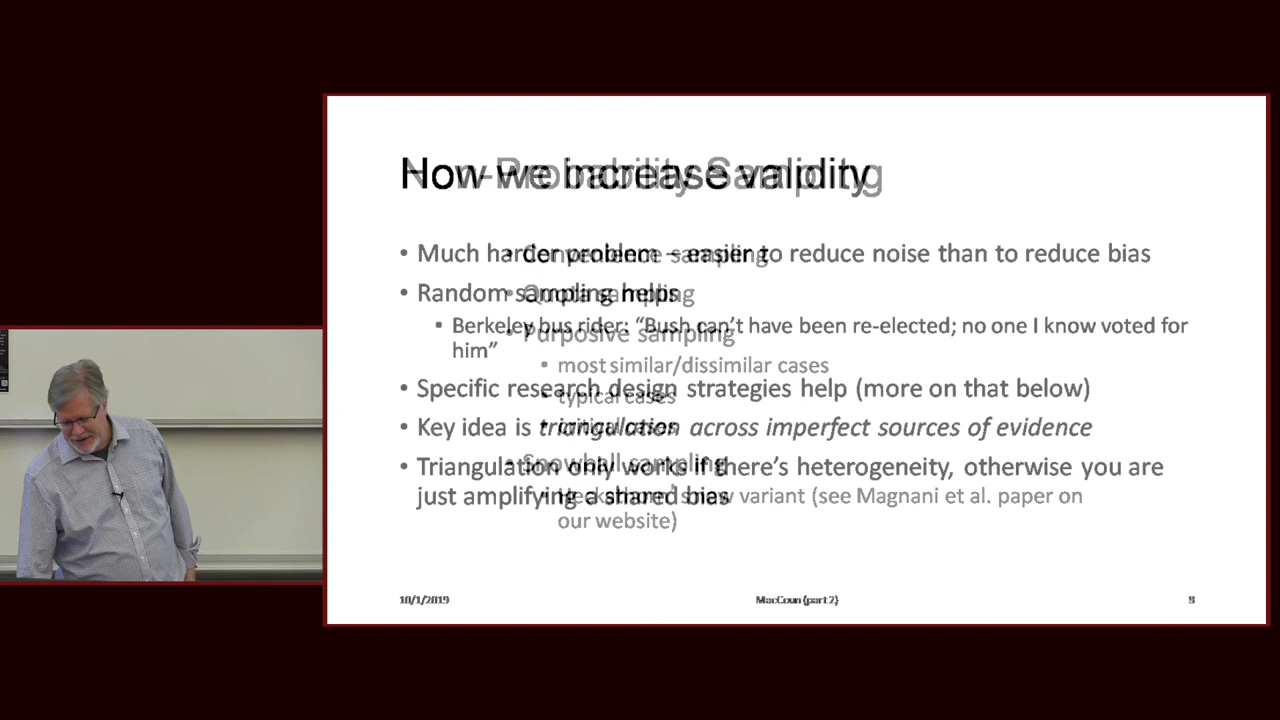 How we increase validity
Non-Probability Sampling
• Much harder problem – easier to reduce noise than to reduce bias
• Convenience sampling
• Random sampling helps
• Quota sampling
• Berkeley bus rider: “Bush can’t have been re-elected; no one I know voted for
him”
• Purposive sampling
• most similar/dissimilar cases
• Specific research design strategies help (more on that below)
• typical cases
• Key idea is triangulation across imperfect sources of evidence
• critical cases
• Triangulation only works if there’s heterogeneity, otherwise you are
just amplifying a shared bias
• Snowball sampling
variant (see Magnani et al. paper on
our website)
10/1/2019
MacCoun (part 2)